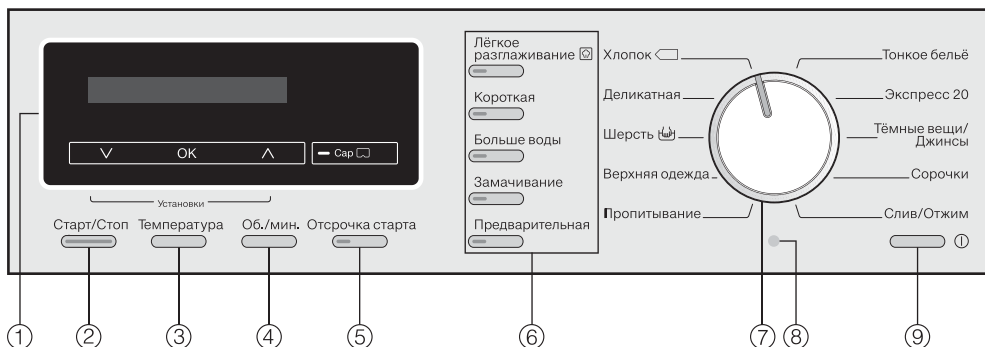 OK
Cap
Установки
Старт/Стоп
Температура
Об./мин.
Отсрочка старта
Лёгкое
разглаживание
Короткая
Больше воды
Замачивание
Предварительная
Хлопок
Деликатная
Шерсть
Верхняя одежда
Пропитывание
Тонкое бельё
Экспресс 20
Тёмные вещи/
Джинсы
Сорочки
Слив/Отжим
1
2
3
4
5
6
7
8
9